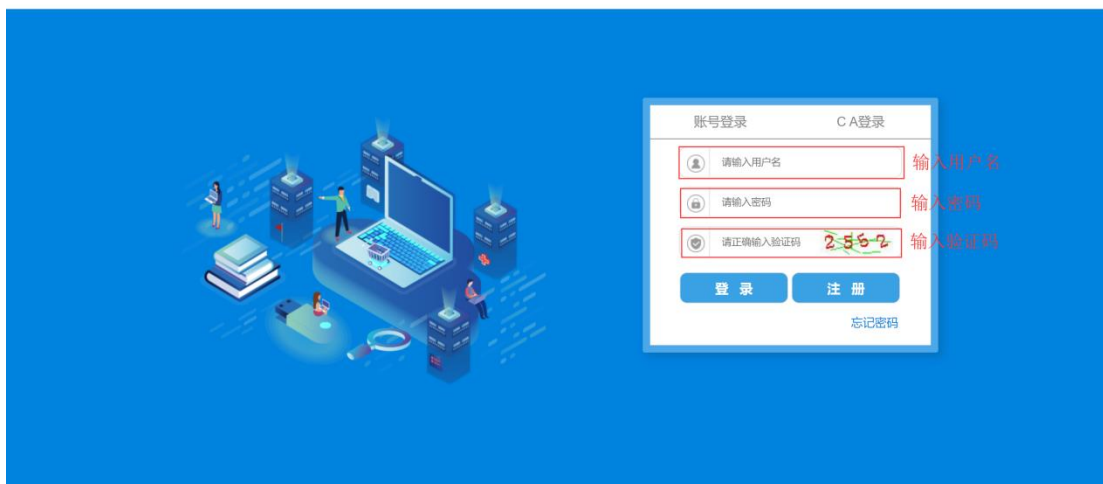 账号登录 CA登录
请输入用户名 输入用户名
请输入密码 输入密码
请正确输入验证码 2552 输入验证码
登 录 注 册
忘记密码